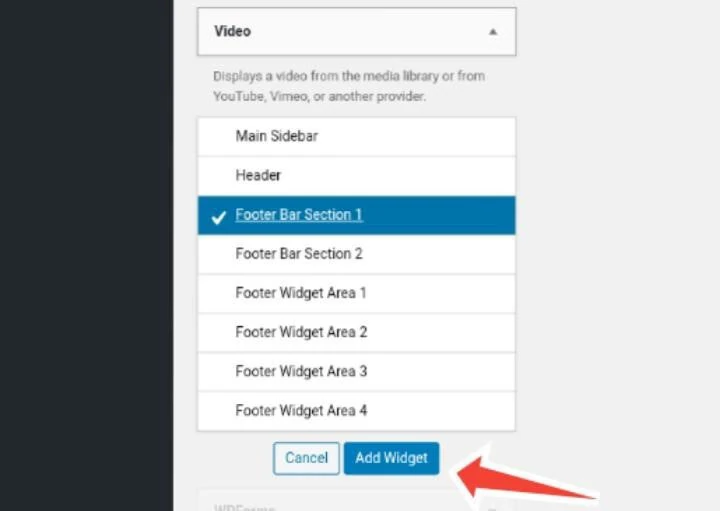 Video
Displays a video from the media library or from
YouTube, Vimeo, or another provider.
Main Sidebar
Header
Footer Bar Section 1
Footer Bar Section 2
Footer Widget Area 1
Footer Widget Area 2
Footer Widget Area 3
Footer Widget Area 4
Cancel Add Widget
WPForms